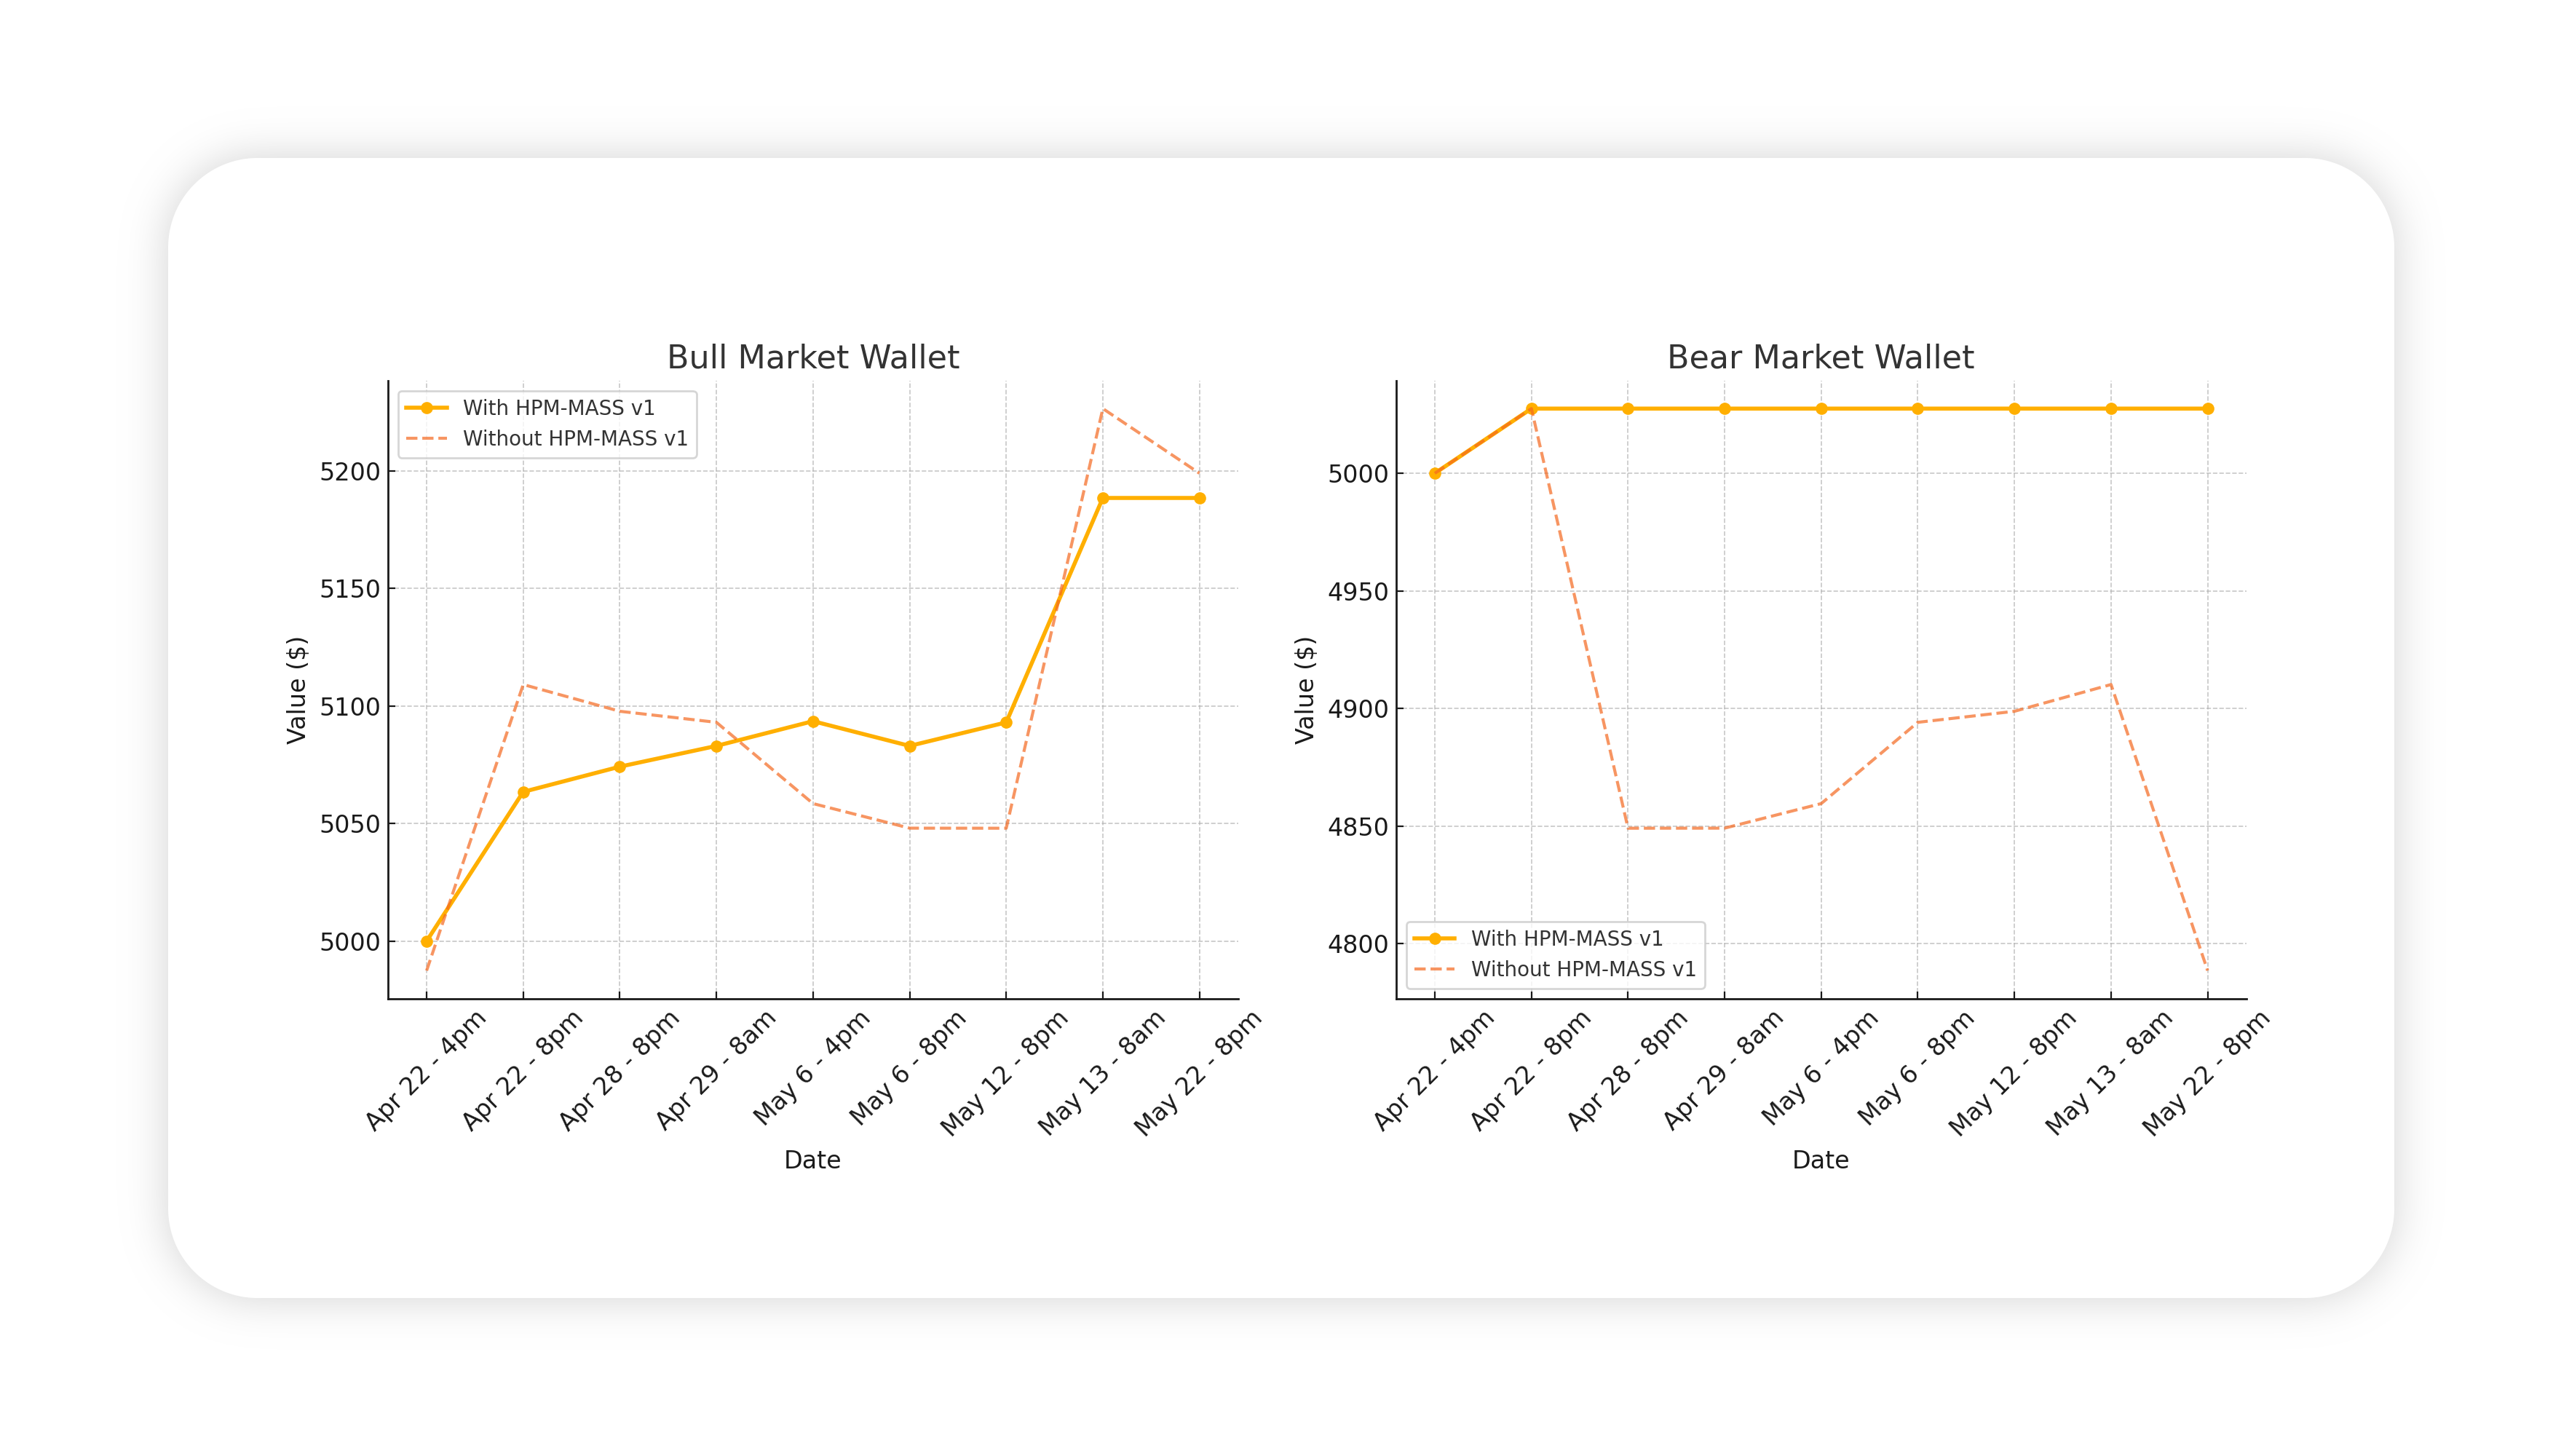 Bull Market Wallet
With HPM-MASS v1
Without HPM-MASS v1
5200
5150
5100
5050
5000
Value ($)
Apr 22 - 4pm
Apr 22 - 8pm
Apr 28 - 8pm
Apr 29 - 8am
May 6 - 4pm
May 6 - 8pm
May 12 - 8pm
May 13 - 8am
May 22 - 8pm
Date
Bear Market Wallet
5000
4950
4900
4850
4800
Value ($)
With HPM-MASS v1
Without HPM-MASS v1
Apr 22 - 4pm
Apr 22 - 8pm
Apr 28 - 8pm
Apr 29 - 8am
May 6 - 4pm
May 6 - 8pm
May 12 - 8pm
May 13 - 8am
May 22 - 8pm
Date